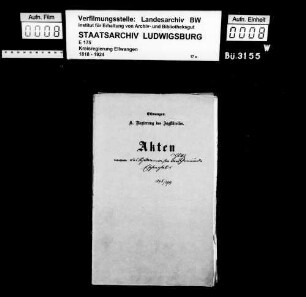 Aufn. Film
0008
Verfilmungsstelle: Landesarchiv BW
Institut für Erhaltung von Archiv- und Bibliotheksgut
STAATSARCHIV LUDWIGSBURG
E 175
Kreisregierung Ellwangen
1818 - 1924
Aufn. Einheit
0008
Bü 3155
W
Ellwangen
K. Regierung des Jagstkreises.
Akten